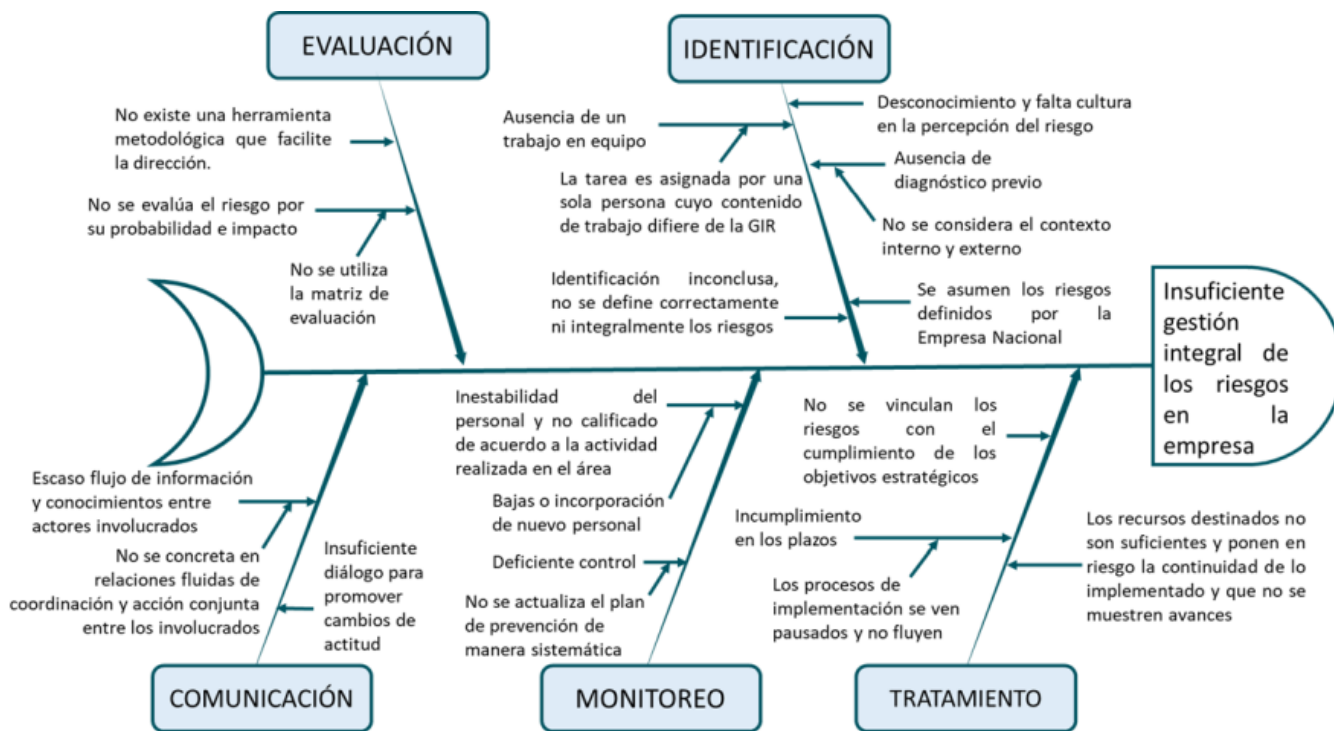 EVALUACIÓN
IDENTIFICACIÓN
No existe una herramienta
metodológica que facilite
la dirección.
No se evalúa el riesgo por
su probabilidad e impacto
No se utiliza
la matriz de
evaluación
Ausencia de un
trabajo en equipo
La tarea es asignada por una
sola persona cuyo contenido
de trabajo difiere de la GIR
Identificación inconclusa,
no se define correctamente
ni integralmente los riesgos
Desconocimiento y falta cultura
en la percepción del riesgo
Ausencia de
diagnóstico previo
No se considera el contexto
interno y externo
Se asumen los riesgos
definidos por la
Empresa Nacional
Insuficiente
gestión
integral de
los riesgos
en la
empresa
Escaso flujo de información
y conocimientos entre
actores involucrados
No se concreta en
relaciones fluidas de
coordinación y acción conjunta
entre los involucrados
Insuficiente
diálogo para
promover
cambios de
actitud
Inestabilidad del
personal y no calificado
de acuerdo a la actividad
realizada en el área
Bajas o incorporación
de nuevo personal
Deficiente control
No se actualiza el plan
de prevención de
manera sistemática
No se vinculan los
riesgos con el
cumplimiento de los
objetivos estratégicos
Incumplimiento
en los plazos
Los procesos de
implementación se ven
pausados y no fluyen
Los recursos destinados no
son suficientes y ponen en
riesgo la continuidad de lo
implementado y que no se
muestren avances
COMUNICACIÓN
MONITOREO
TRATAMIENTO